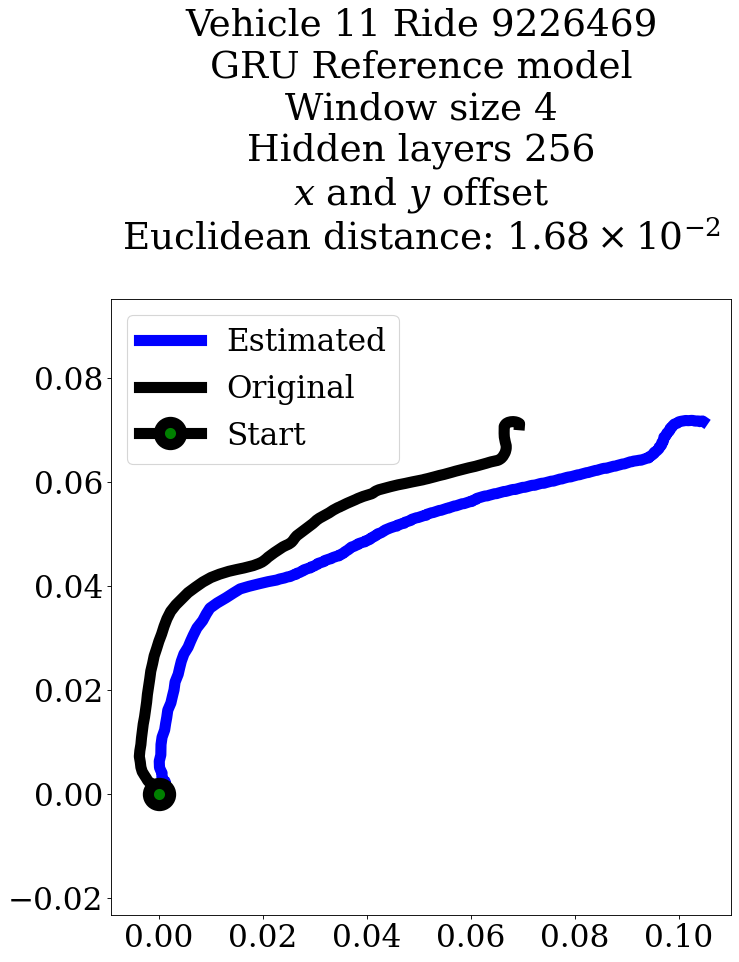 Vehicle 11 Ride 9226469
GRU Reference model
Window size 4
Hidden layers 256
x and y offset
Euclidean distance: 1.68 × 10⁻²
Estimated
Original
Start
0.08
0.06
0.04
0.02
0.00
−0.02
0.00 0.02 0.04 0.06 0.08 0.10